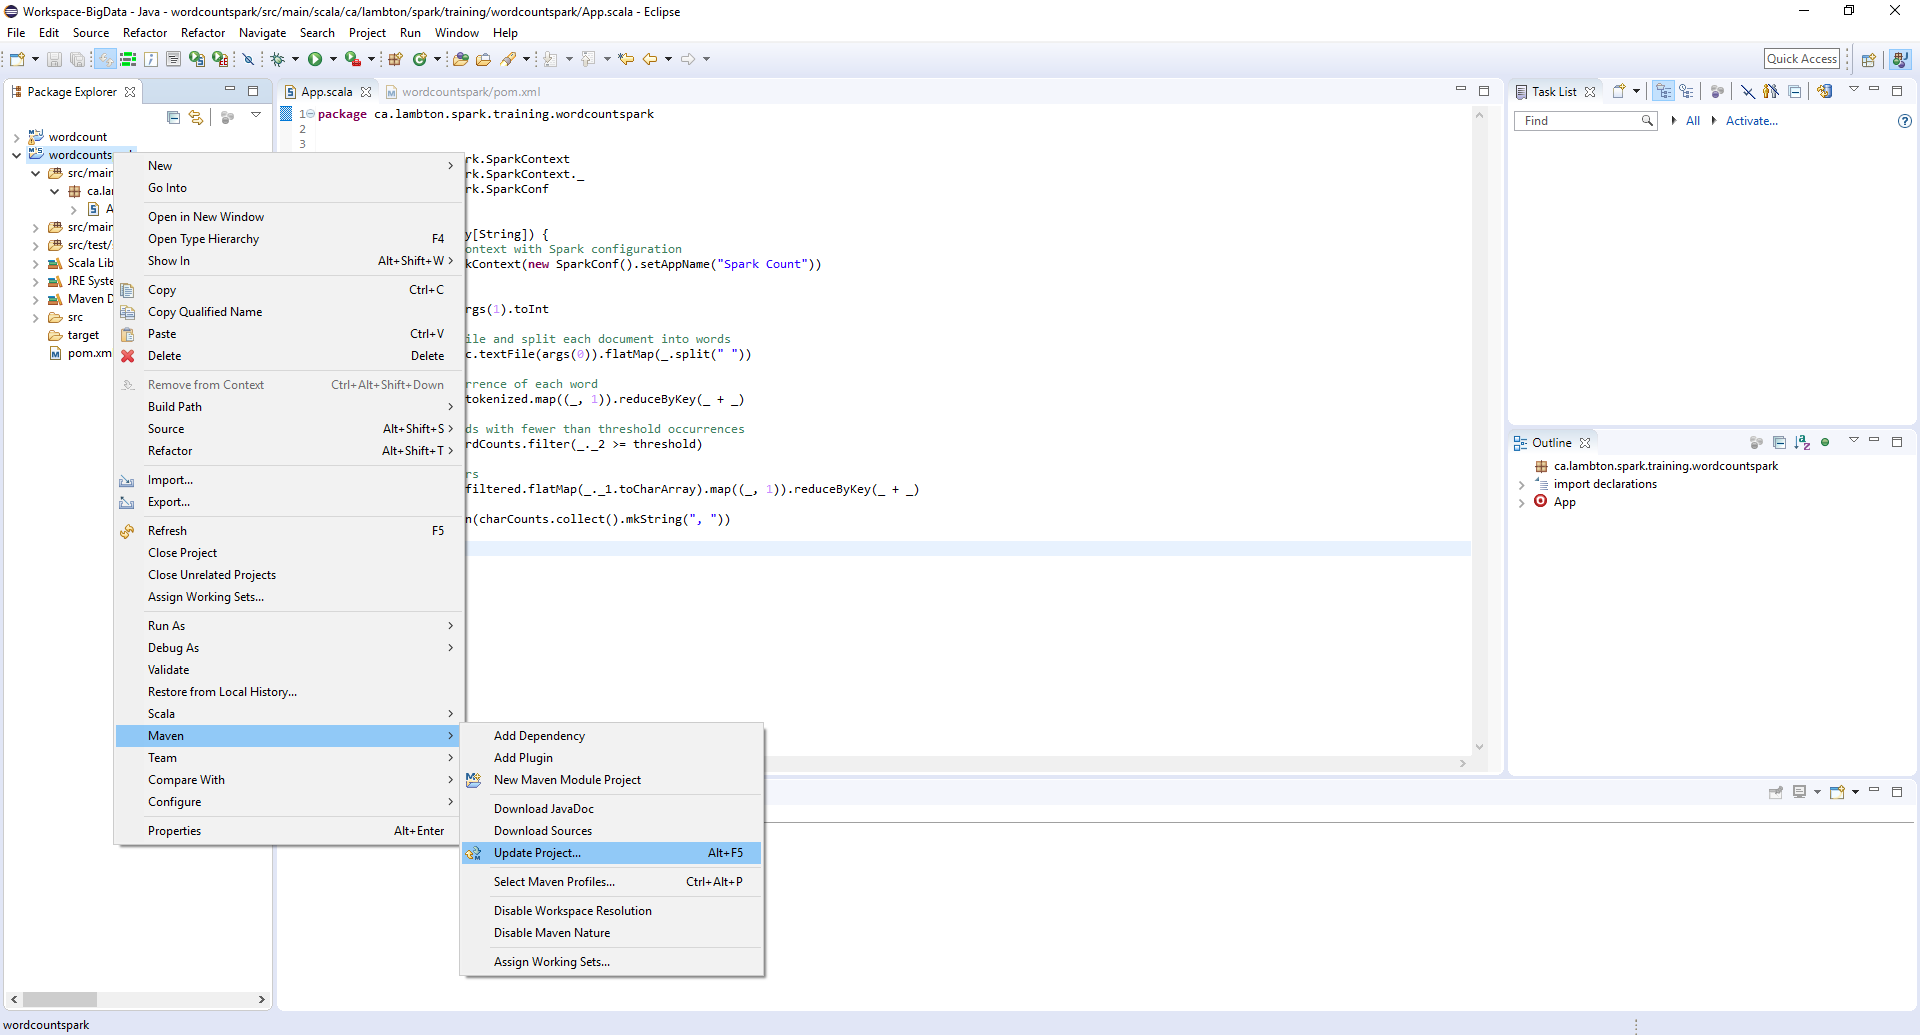 Workspace-BigData - Java - wordcountspark/src/main/scala/ca/lambton/spark/training/wordcountspark/App.scala - Eclipse
File Edit Source Refactor Refactor Navigate Search Project Run Window Help
Quick Access
Package Explorer
wordcount
wordcounts
src/main
ca.lar
A
src/main
src/test/
Scala Lib
JRE Syste
Maven D
src
target
pom.xm
New
Go Into
Open in New Window
Open Type Hierarchy F4
Show In Alt+Shift+W
Copy Ctrl+C
Copy Qualified Name
Paste Ctrl+V
Delete Delete
Remove from Context Ctrl+Alt+Shift+Down
Build Path
Source Alt+Shift+S
Refactor Alt+Shift+T
Import...
Export...
Refresh F5
Close Project
Close Unrelated Projects
Assign Working Sets...
Run As
Debug As
Validate
Restore from Local History...
Scala
Maven
Team
Compare With
Configure
Properties Alt+Enter
Add Dependency
Add Plugin
New Maven Module Project
Download JavaDoc
Download Sources
Update Project... Alt+F5
Select Maven Profiles... Ctrl+Alt+P
Disable Workspace Resolution
Disable Maven Nature
Assign Working Sets...
App.scala wordcountspark/pom.xml
1 package ca.lambton.spark.training.wordcountspark
2
3
rk.SparkContext
rk.SparkContext._
rk.SparkConf
y[String]) {
ontext with Spark configuration
kContext(new SparkConf().setAppName("Spark Count"))
rgs(1).toInt
ile and split each document into words
c.textFile(args(0)).flatMap(_.split(" "))
rrence of each word
tokenized.map((_, 1)).reduceByKey(_ + _)
ds with fewer than threshold occurrences
rdCounts.filter(_._2 >= threshold)
rs
filtered.flatMap(_._1.toCharArray).map((_, 1)).reduceByKey(_ + _)
n(charCounts.collect().mkString(", "))
Task List
Find All Activate...
Outline
ca.lambton.spark.training.wordcountspark
import declarations
App
wordcountspark